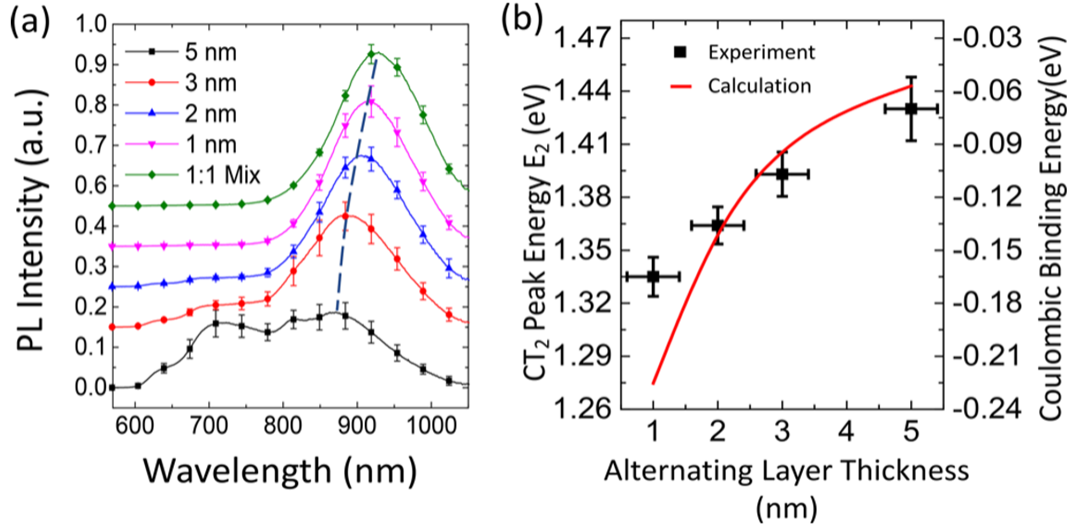 (a)
PL Intensity (a.u.)
1.0
0.9
0.8
0.7
0.6
0.5
0.4
0.3
0.2
0.1
0.0
5 nm
3 nm
2 nm
1 nm
1:1 Mix
600 700 800 900 1000
Wavelength (nm)
(b)
CT₂ Peak Energy E₂ (eV)
1.47
1.44
1.41
1.38
1.35
1.32
1.29
1.26
Experiment
Calculation
-0.03
-0.06
-0.09
-0.12
-0.15
-0.18
-0.21
-0.24
Coulombic Binding Energy(eV)
1 2 3 4 5
Alternating Layer Thickness
(nm)